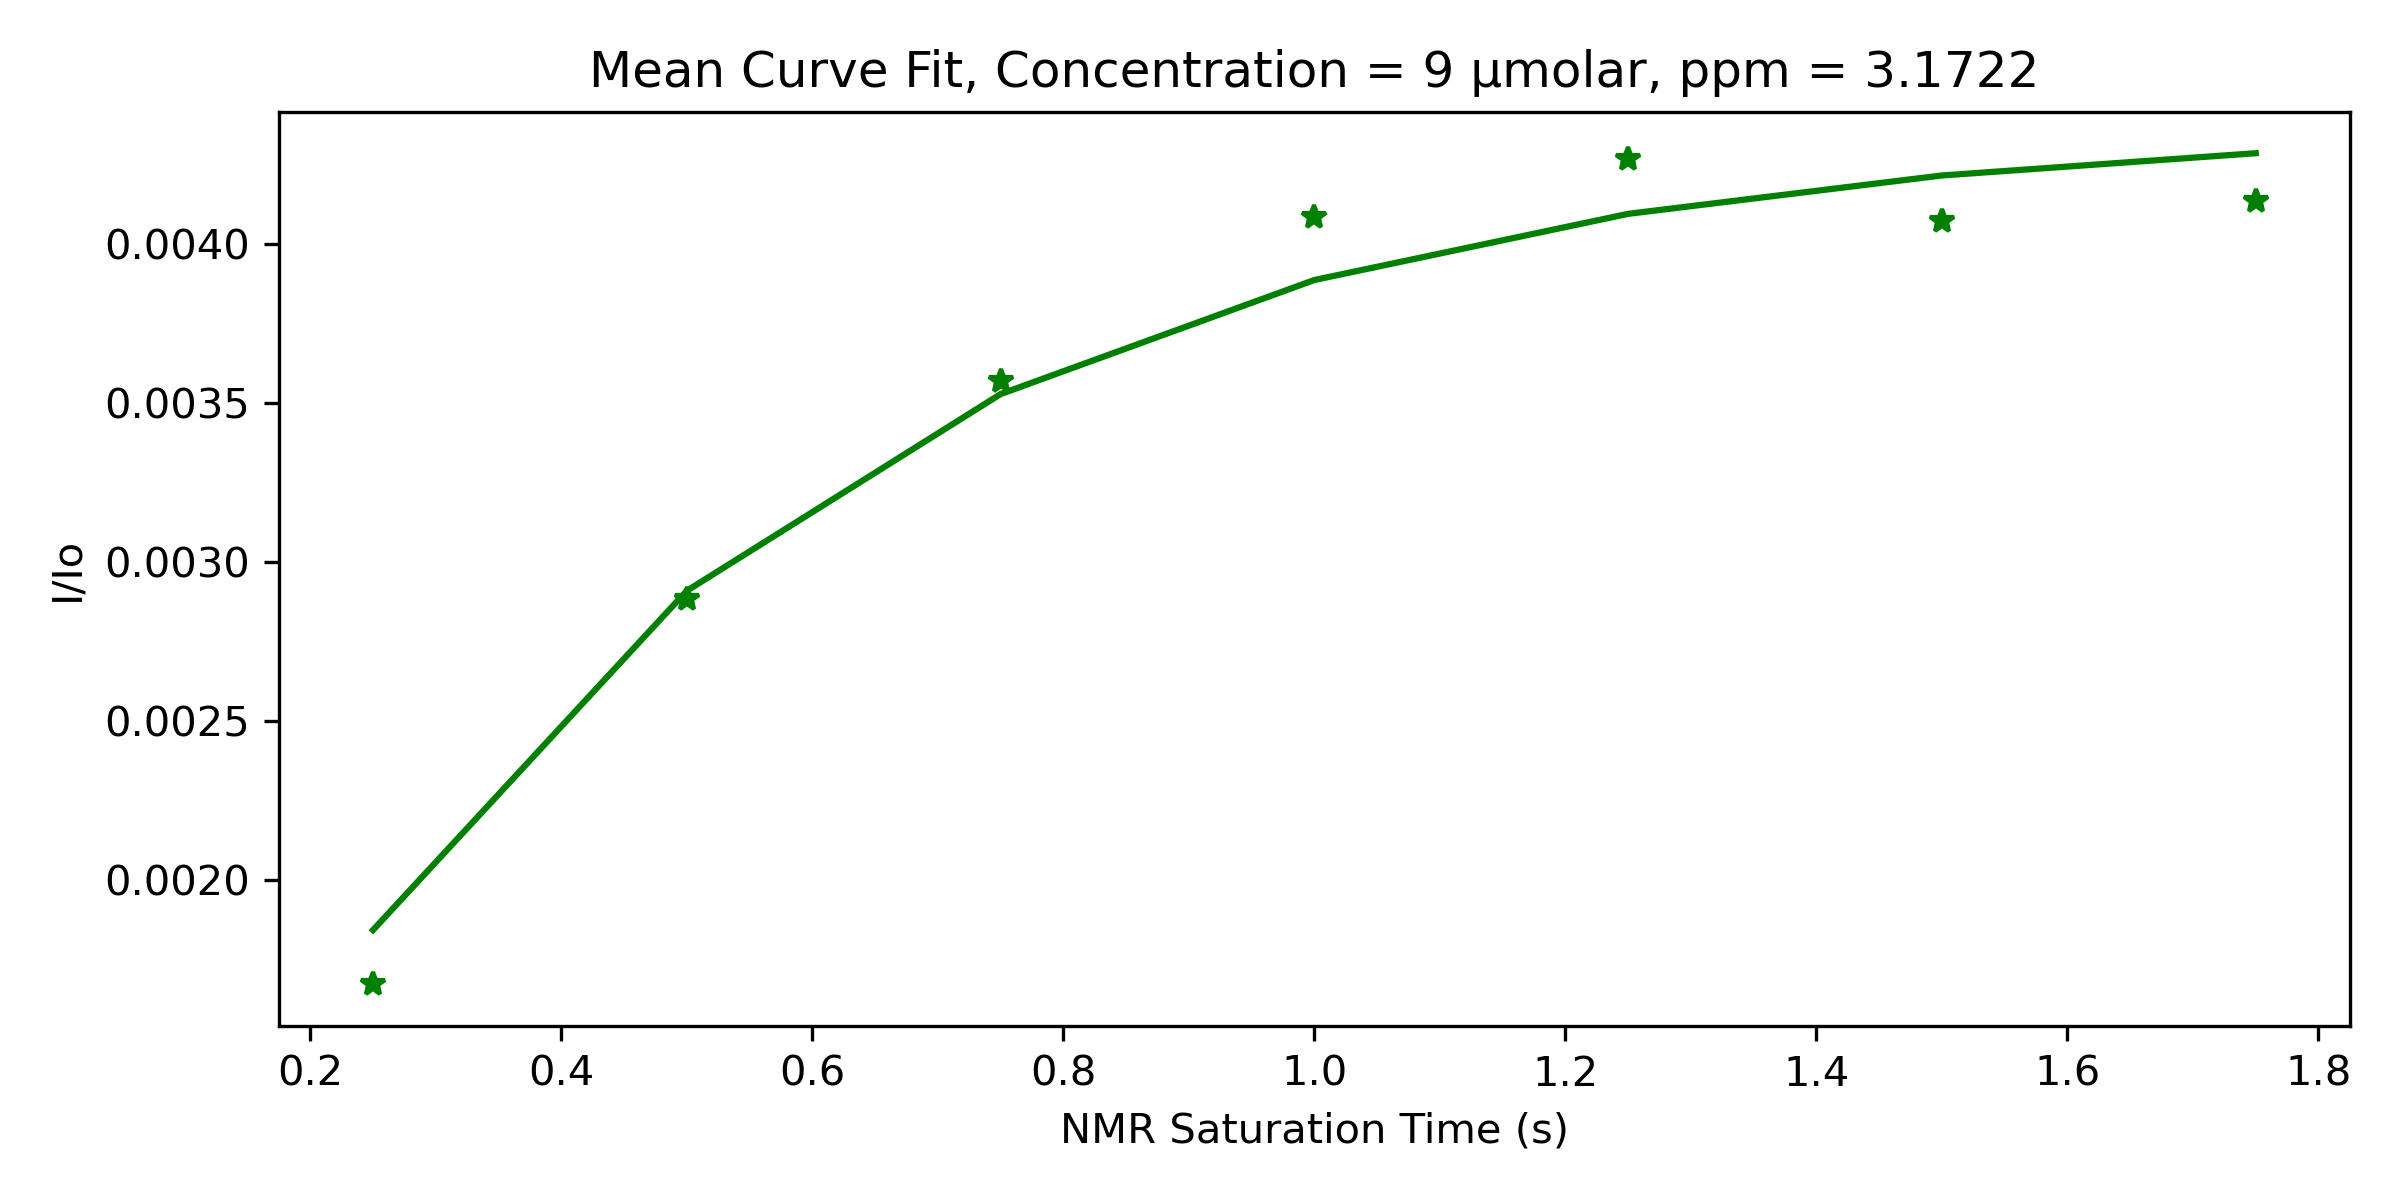 Mean Curve Fit, Concentration = 9 µmolar, ppm = 3.1722
I/Io
0.0040
0.0035
0.0030
0.0025
0.0020
0.2 0.4 0.6 0.8 1.0 1.2 1.4 1.6 1.8
NMR Saturation Time (s)